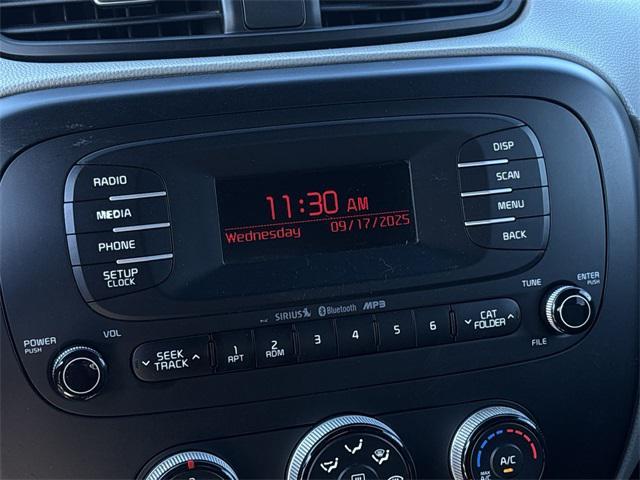 RADIO
MEDIA
PHONE
SETUP
CLOCK
11:30 AM
Wednesday 09/17/2025
DISP
SCAN
MENU
BACK
SIRIUS Bluetooth MP3
POWER
PUSH
VOL
SEEK
TRACK
1
RPT
2
RDM
3
4
5
6
CAT
FOLDER
TUNE
ENTER
PUSH
FILE
MAX
A/C
A/C